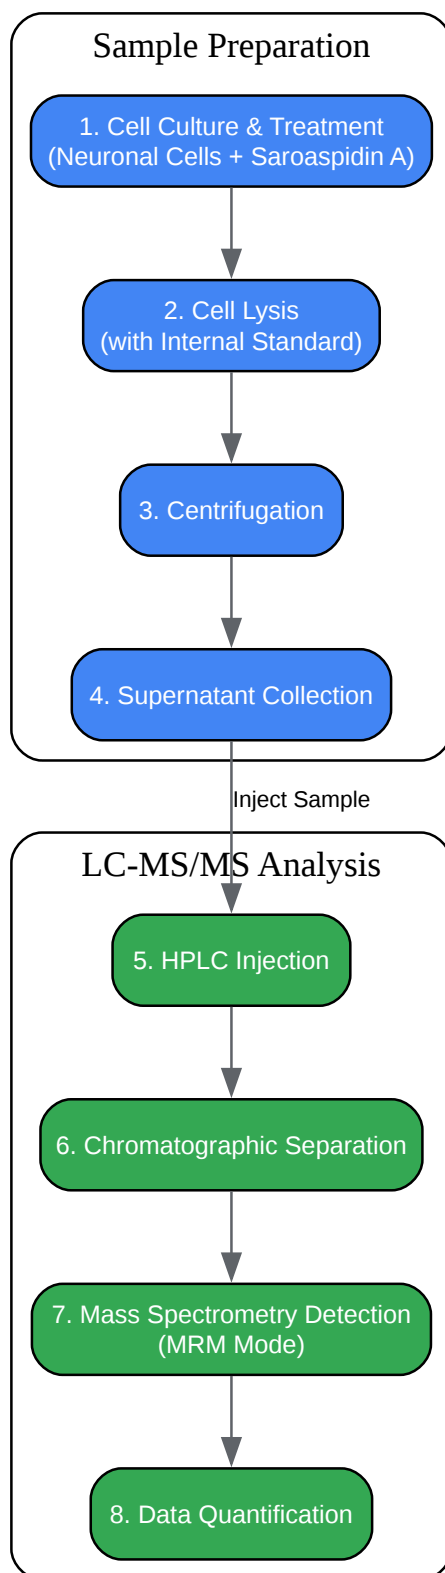 Sample Preparation
1. Cell Culture & Treatment
(Neuronal Cells + Saroaspidin A)
2. Cell Lysis
(with Internal Standard)
3. Centrifugation
4. Supernatant Collection
Inject Sample
LC-MS/MS Analysis
5. HPLC Injection
6. Chromatographic Separation
7. Mass Spectrometry Detection
(MRM Mode)
8. Data Quantification